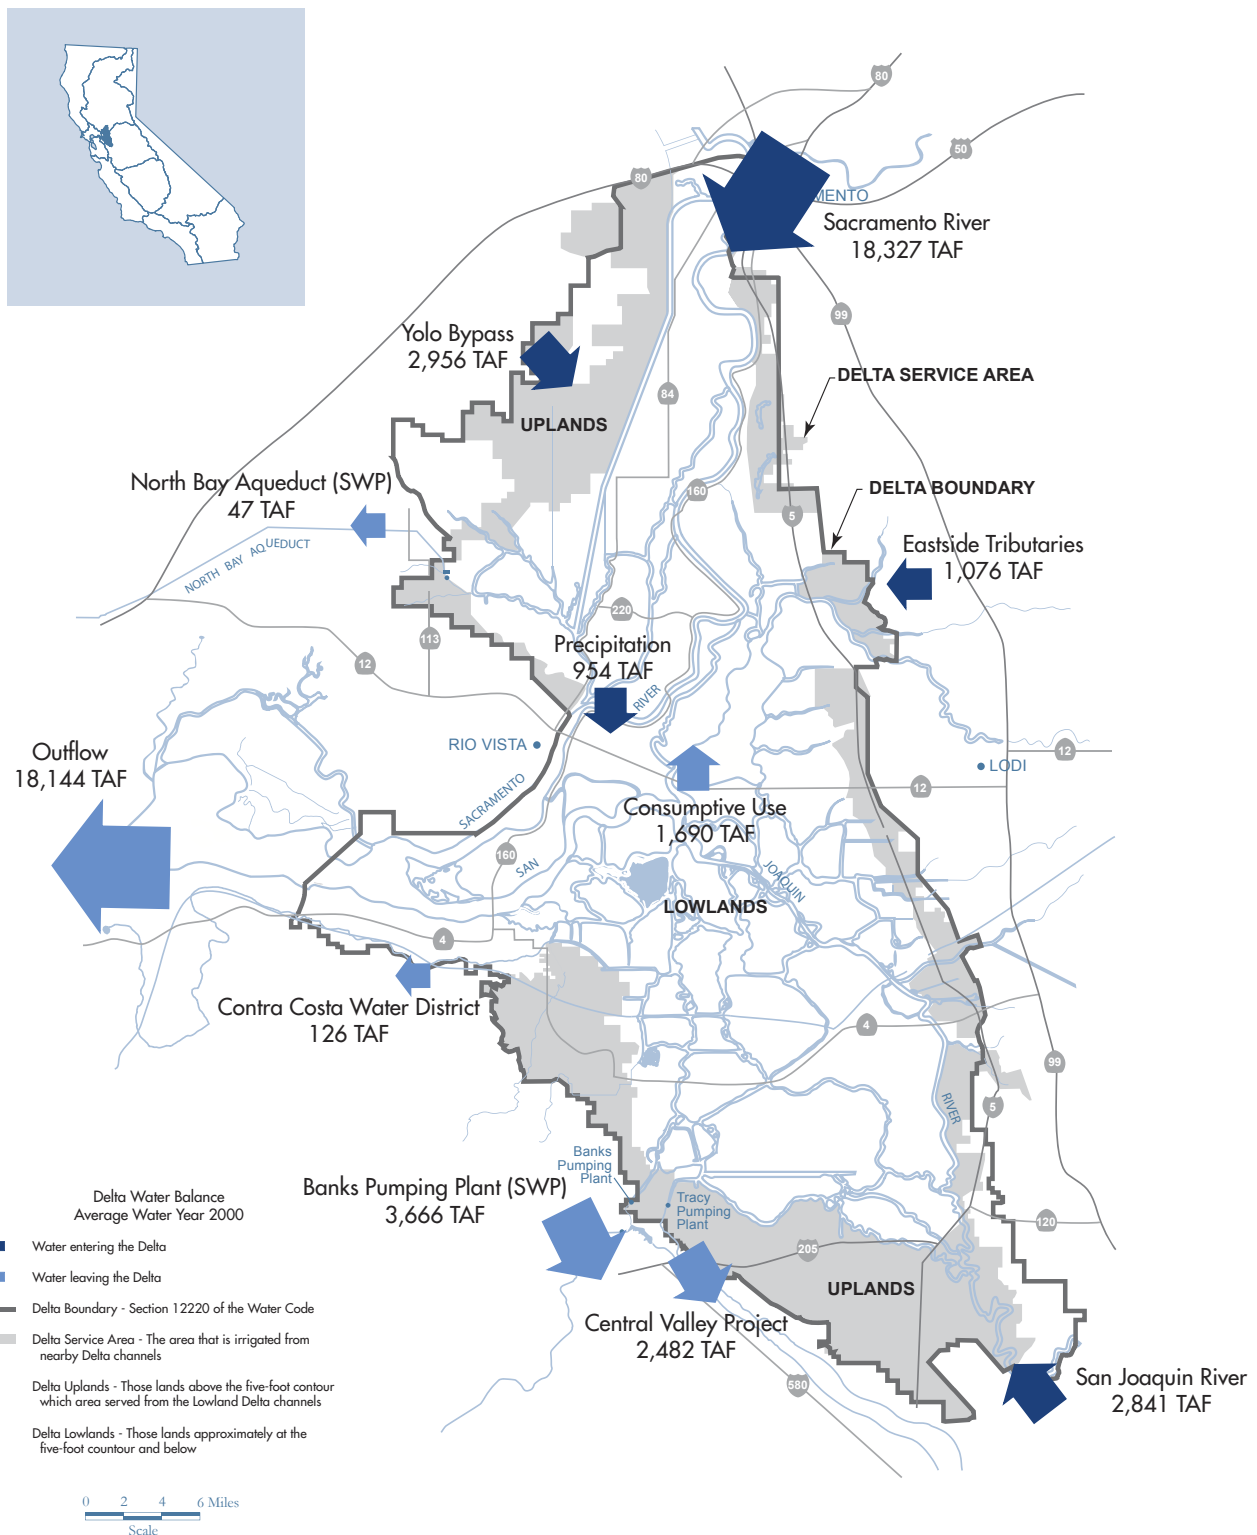 80
50
80
MENTO
Sacramento River
18,327 TAF
99
Yolo Bypass
2,956 TAF
DELTA SERVICE AREA
84
UPLANDS
North Bay Aqueduct (SWP)
47 TAF
160
DELTA BOUNDARY
5
NORTH BAY AQUEDUCT
Eastside Tributaries
1,076 TAF
220
113
12
Precipitation
954 TAF
RIVER
Outflow
18,144 TAF
RIO VISTA
12
LODI
12
SACRAMENTO
Consumptive Use
1,690 TAF
160
SAN
JOAQUIN
LOWLANDS
4
Contra Costa Water District
126 TAF
4
99
5
RIVER
Banks
Pumping
Plant
Banks Pumping Plant (SWP)
3,666 TAF
Tracy
Pumping
Plant
120
205
UPLANDS
Central Valley Project
2,482 TAF
580
San Joaquin River
2,841 TAF
Delta Water Balance
Average Water Year 2000
Water entering the Delta
Water leaving the Delta
Delta Boundary - Section 12220 of the Water Code
Delta Service Area - The area that is irrigated from
nearby Delta channels
Delta Uplands - Those lands above the five-foot contour
which area served from the Lowland Delta channels
Delta Lowlands - Those lands approximately at the
five-foot countour and below
0 2 4 6 Miles
Scale